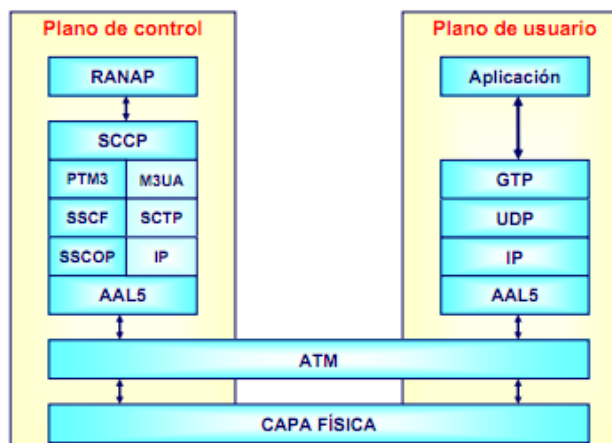 Plano de control
RANAP
SCCP
PTM3 M3UA
SSCF SCTP
SSCOP IP
AAL5
Plano de usuario
Aplicación
GTP
UDP
IP
AAL5
ATM
CAPA FÍSICA